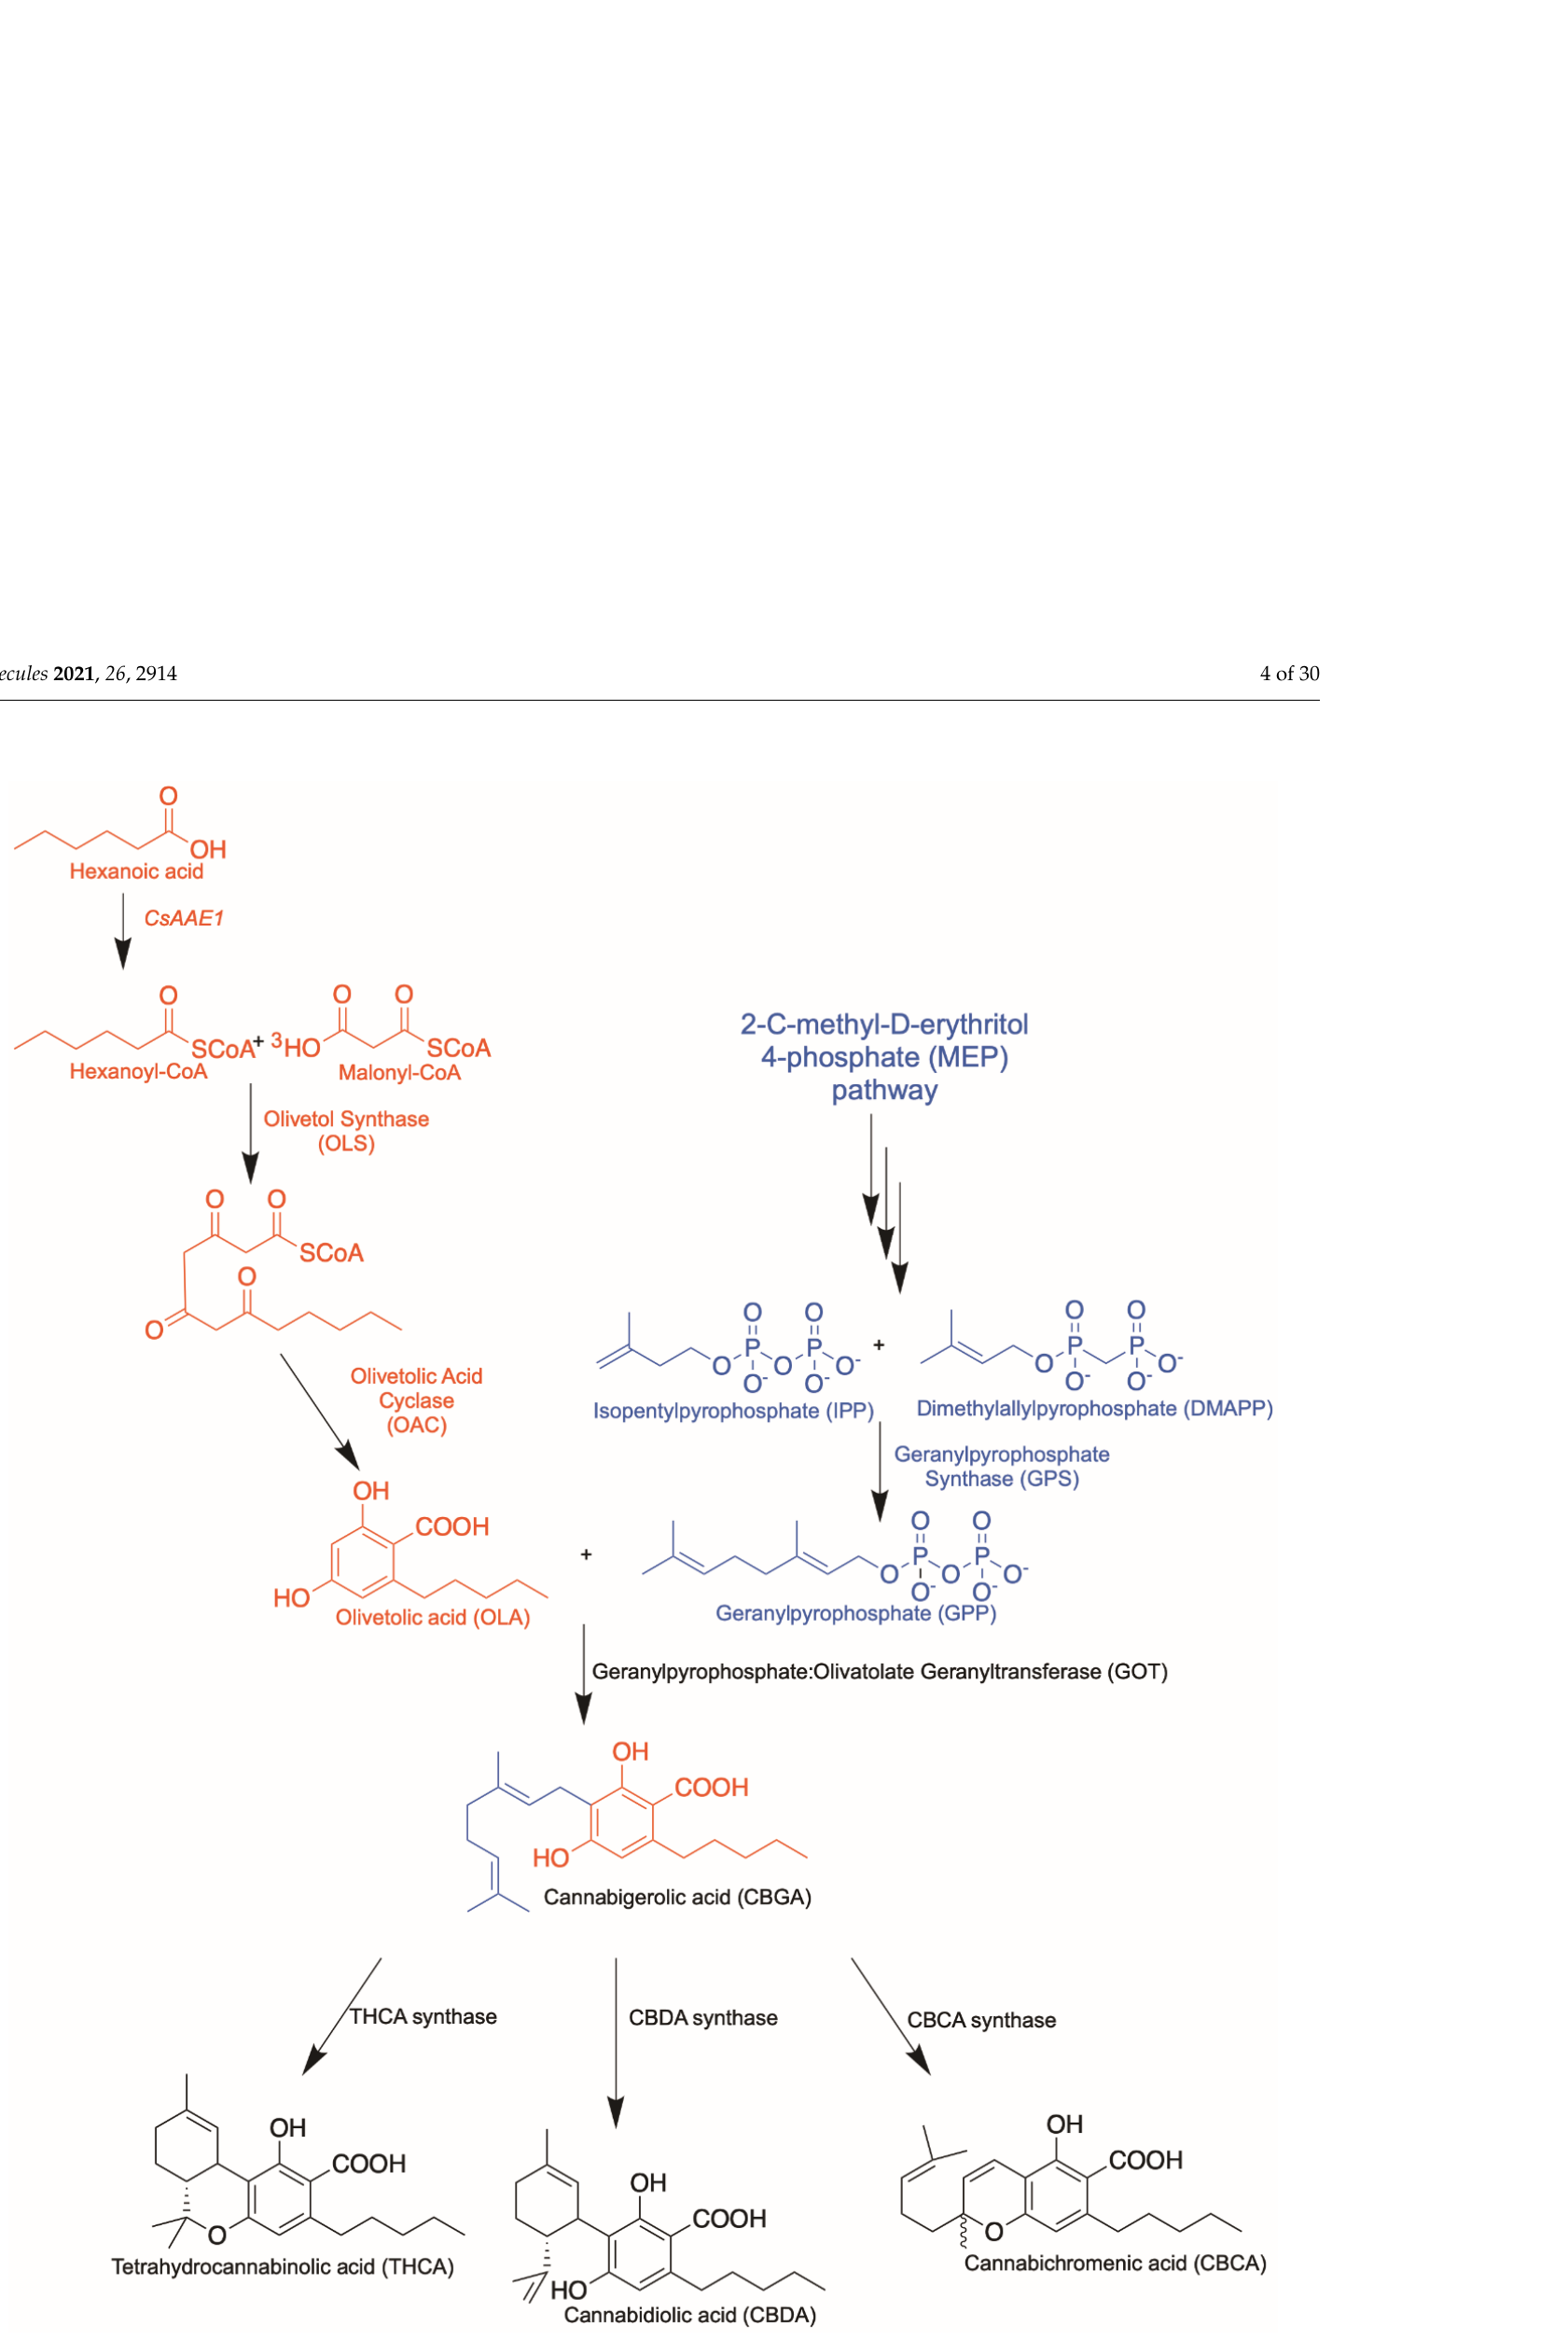 ecules 2021, 26, 2914
4 of 30
O
OH
Hexanoic acid
CsAAE1
O
SCoA
Hexanoyl-CoA
+
3
O
O
HO
SCoA
Malonyl-CoA
Olivetol Synthase
(OLS)
O
O
SCoA
O
O
Olivetolic Acid
Cyclase
(OAC)
OH
COOH
HO
Olivetolic acid (OLA)
2-C-methyl-D-erythritol
4-phosphate (MEP)
pathway
O
O
O P O P O-
O-
O-
Isopentylpyrophosphate (IPP)
+
O
O
O P P O-
O-
O-
Dimethylallylpyrophosphate (DMAPP)
Geranylpyrophosphate
Synthase (GPS)
+
O
O
O P O P O-
O-
O-
Geranylpyrophosphate (GPP)
Geranylpyrophosphate:Olivatolate Geranyltransferase (GOT)
OH
COOH
HO
Cannabigerolic acid (CBGA)
THCA synthase
CBDA synthase
CBCA synthase
OH
COOH
O
Tetrahydrocannabinolic acid (THCA)
OH
COOH
HO
Cannabidiolic acid (CBDA)
OH
COOH
O
Cannabichromenic acid (CBCA)